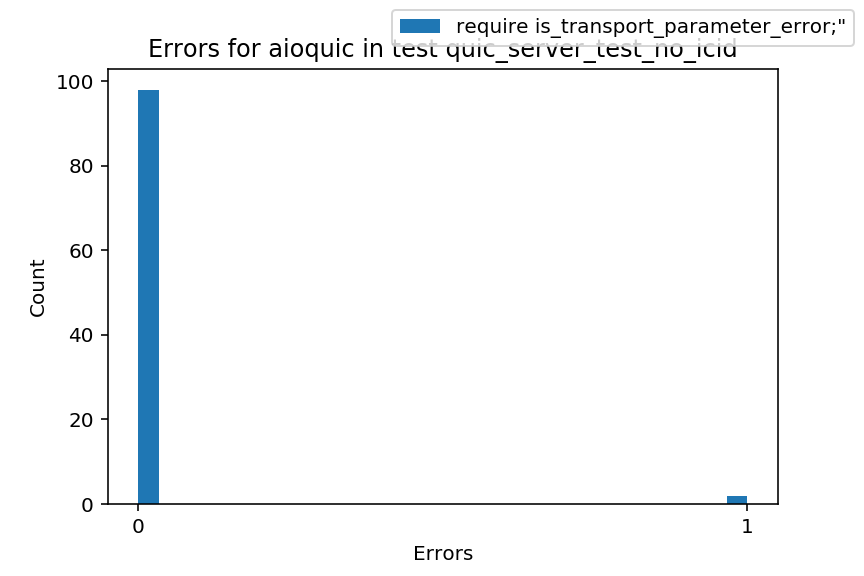 require is_transport_parameter_error;"
Errors for aioquic in test quic_server_test_no_icid
100
80
60
40
20
0
Count
0 1
Errors